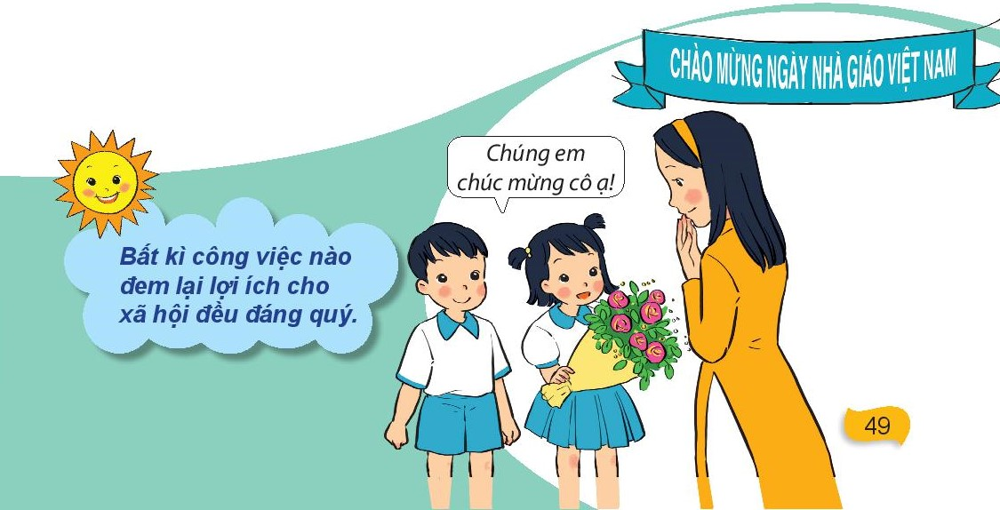 CHÀO MỪNG NGÀY NHÀ GIÁO VIỆT NAM
Chúng em
chúc mừng cô ạ!
Bất kì công việc nào
đem lại lợi ích cho
xã hội đều đáng quý.
49